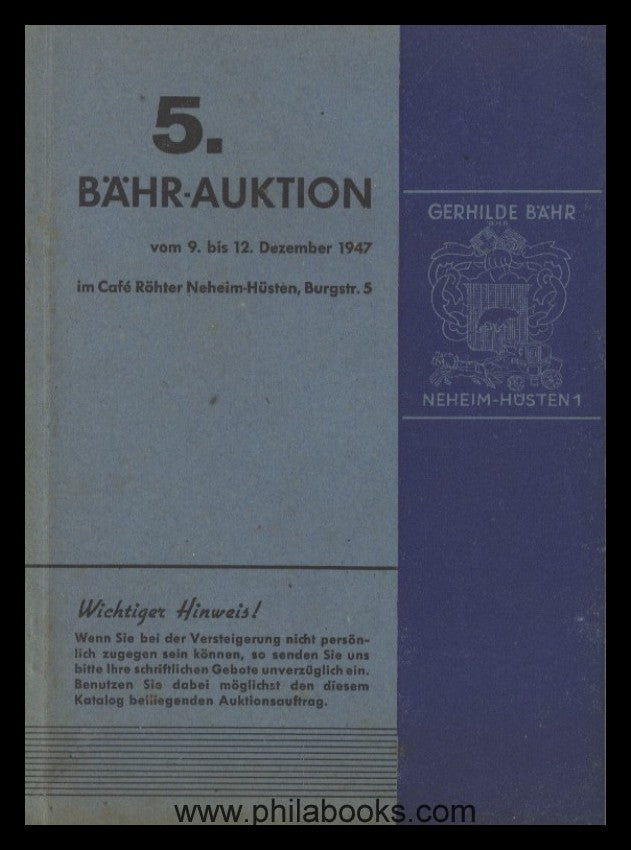 5.
BÄHR-AUKTION
vom 9. bis 12. Dezember 1947
im Café Röhter Neheim-Hüsten, Burgstr. 5
GERHILDE BÄHR
NEHEIM-HÜSTEN 1
Wichtiger Hinweis!
Wenn Sie bei der Versteigerung nicht persön-
lich zugegen sein können, so senden Sie uns
bitte Ihre schriftlichen Gebote unverzüglich ein.
Benutzen Sie dabei möglichst den diesem
Katalog beiliegenden Auktionsauftrag.
www.philabooks.com